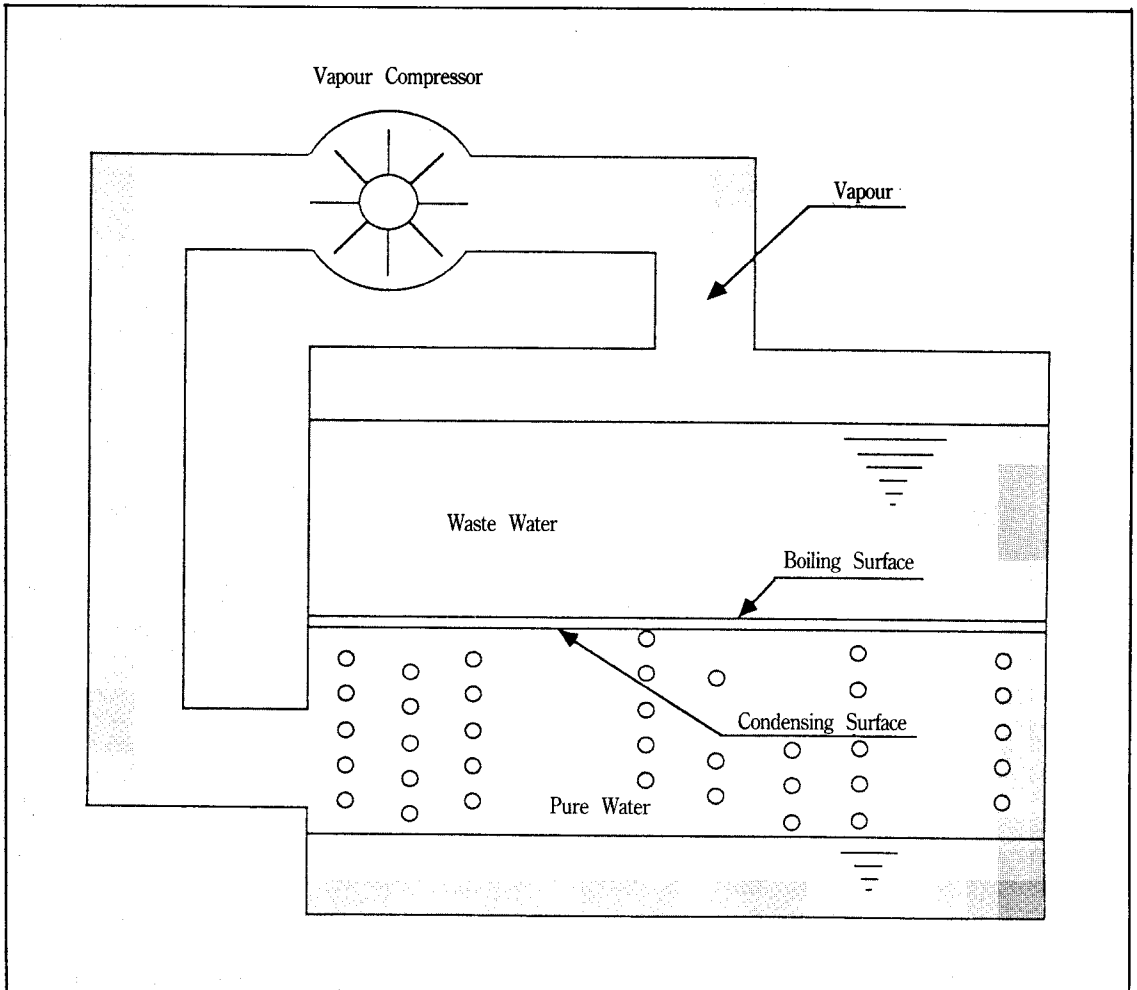 Vapour Compressor
Vapour
Waste Water
Boiling Surface
Condensing Surface
Pure Water